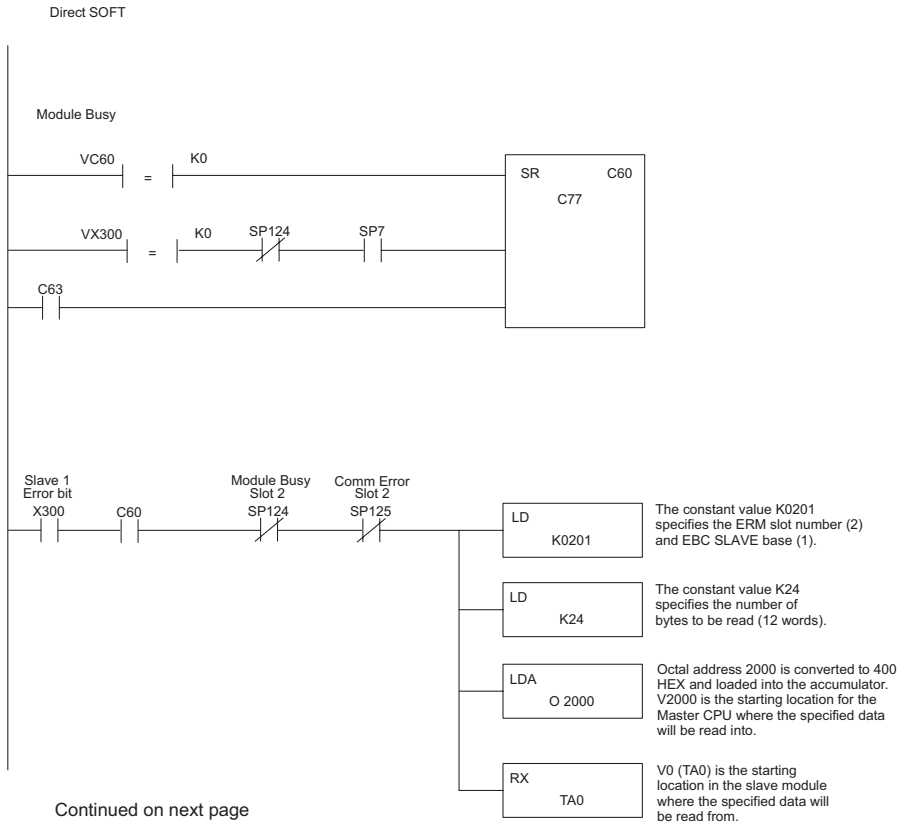 Direct SOFT
Module Busy
VC60 = K0
SR C60
C77
VX300 = K0 SP124 SP7
C63
Slave 1
Error bit
X300
C60
Module Busy
Slot 2
SP124
Comm Error
Slot 2
SP125
LD
K0201
The constant value K0201
specifies the ERM slot number (2)
and EBC SLAVE base (1).
LD
K24
The constant value K24
specifies the number of
bytes to be read (12 words).
LDA
O 2000
Octal address 2000 is converted to 400
HEX and loaded into the accumulator.
V2000 is the starting location for the
Master CPU where the specified data
will be read into.
RX
TA0
V0 (TA0) is the starting
location in the slave module
where the specified data will
be read from.
Continued on next page